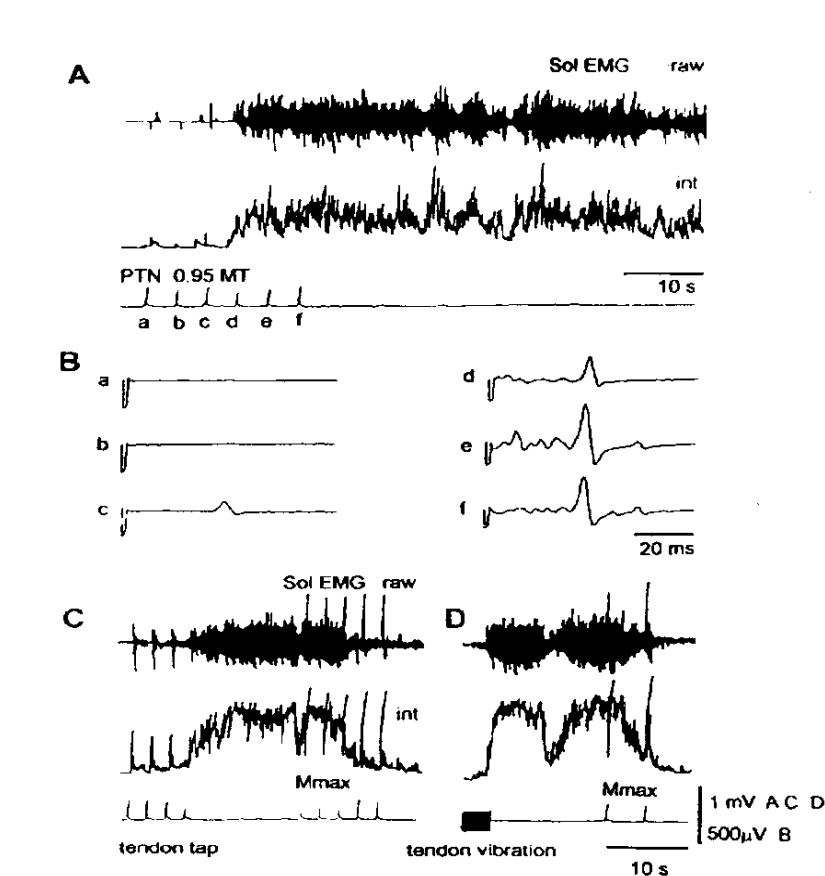 A
Sol EMG raw
int
PTN 0.95 MT
10 s
a b c d e f
B
a
d
b
e
c
f
20 ms
Sol EMG raw
C
D
int
Mmax
Mmax
1 mV A C D
500µV B
tendon tap
tendon vibration
10 s